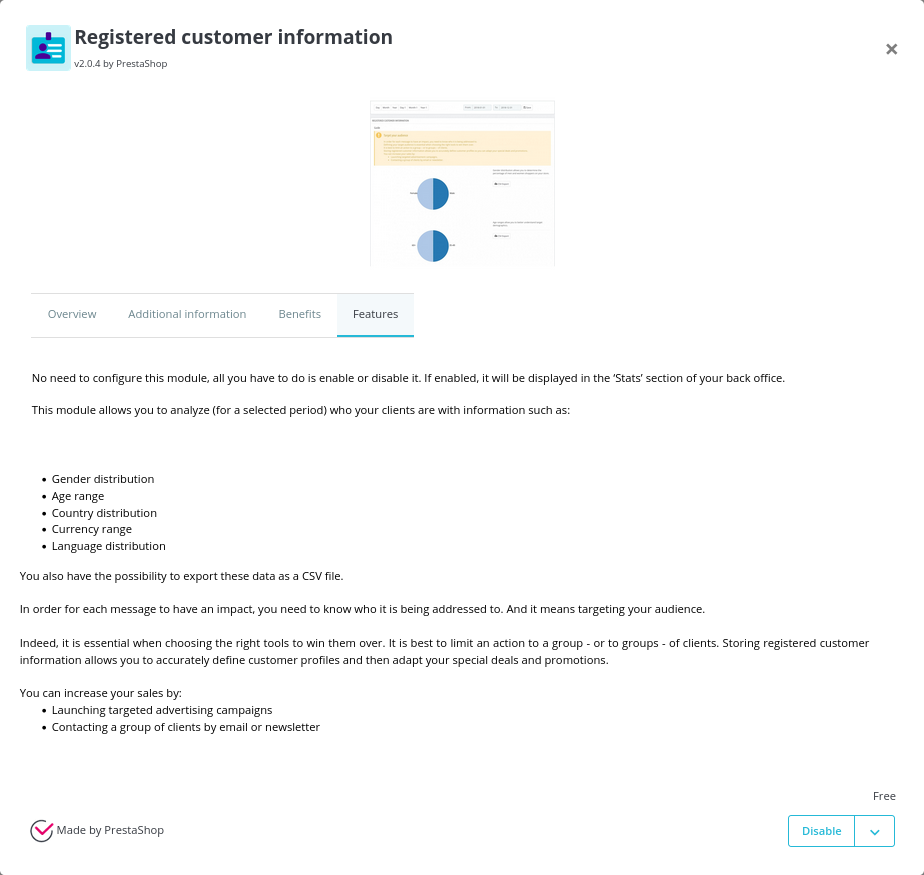 Registered customer information
v2.0.4 by PrestaShop
Overview
Additional information
Benefits
Features
No need to configure this module, all you have to do is enable or disable it. If enabled, it will be displayed in the ‘Stats’ section of your back office.
This module allows you to analyze (for a selected period) who your clients are with information such as:
• Gender distribution
• Age range
• Country distribution
• Currency range
• Language distribution
You also have the possibility to export these data as a CSV file.
In order for each message to have an impact, you need to know who it is being addressed to. And it means targeting your audience.
Indeed, it is essential when choosing the right tools to win them over. It is best to limit an action to a group - or to groups - of clients. Storing registered customer
information allows you to accurately define customer profiles and then adapt your special deals and promotions.
You can increase your sales by:
• Launching targeted advertising campaigns
• Contacting a group of clients by email or newsletter
Free
Made by PrestaShop
Disable